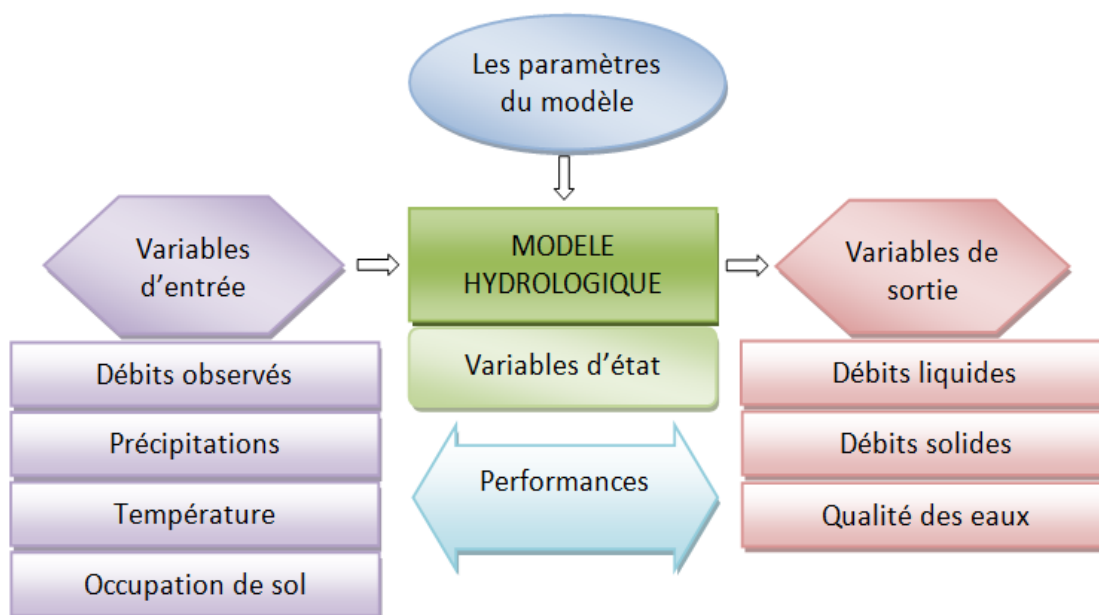 Les paramètres
du modèle
Variables
d'entrée
MODELE
HYDROLOGIQUE
Variables de
sortie
Débits observés
Précipitations
Température
Occupation de sol
Variables d'état
Performances
Débits liquides
Débits solides
Qualité des eaux